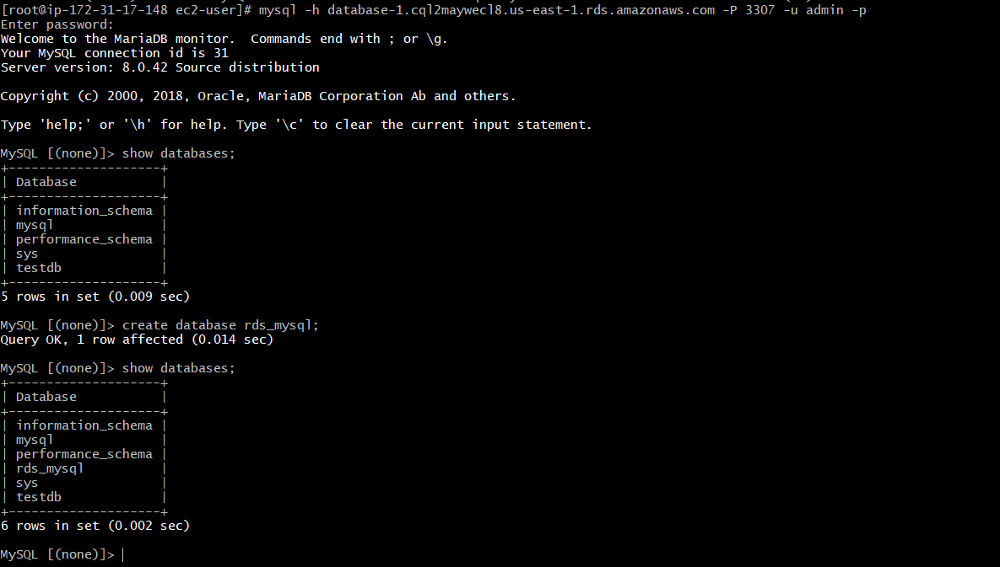 [root@ip-172-31-17-148 ec2-user]# mysql -h database-1.cql2maywecl8.us-east-1.rds.amazonaws.com -P 3307 -u admin -p
Enter password:
Welcome to the MariaDB monitor.  Commands end with ; or \g.
Your MySQL connection id is 31
Server version: 8.0.42 Source distribution

Copyright (c) 2000, 2018, Oracle, MariaDB Corporation Ab and others.

Type 'help;' or '\h' for help. Type '\c' to clear the current input statement.

MySQL [(none)]> show databases;
+--------------------+
| Database           |
+--------------------+
| information_schema |
| mysql              |
| performance_schema |
| sys                |
| testdb             |
+--------------------+
5 rows in set (0.009 sec)

MySQL [(none)]> create database rds_mysql;
Query OK, 1 row affected (0.014 sec)

MySQL [(none)]> show databases;
+--------------------+
| Database           |
+--------------------+
| information_schema |
| mysql              |
| performance_schema |
| rds_mysql          |
| sys                |
| testdb             |
+--------------------+
6 rows in set (0.002 sec)

MySQL [(none)]>